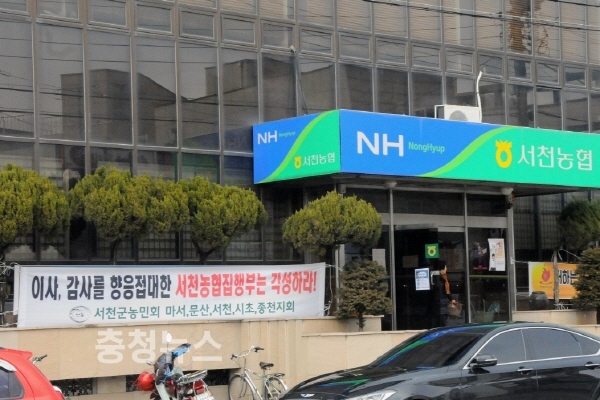 NH NongHyup 서천농협
NH NongHyup 서천농협
이사, 감사를 향응접대한 서천농협집행부는 각성하라!
서천군농민회 마서,문산,서천,시초,종천지회
하는
충청뉴스